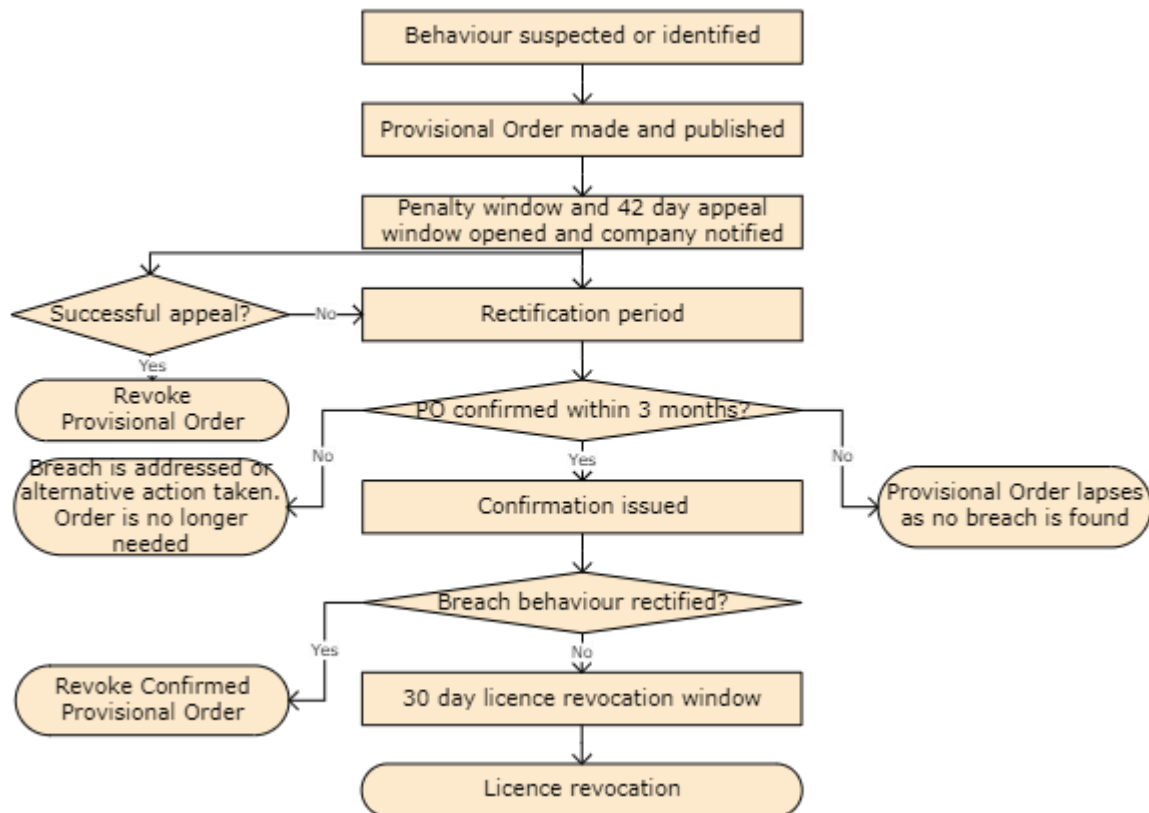 Behaviour suspected or identified
Provisional Order made and published
Penalty window and 42 day appeal
window opened and company notified
Successful appeal?
No
Rectification period
Yes
Revoke
Provisional Order
PO confirmed within 3 months?
No
Yes
No
Breach is addressed or
alternative action taken.
Order is no longer
needed
Confirmation issued
Provisional Order lapses
as no breach is found
Breach behaviour rectified?
Yes
No
Revoke Confirmed
Provisional Order
30 day licence revocation window
Licence revocation